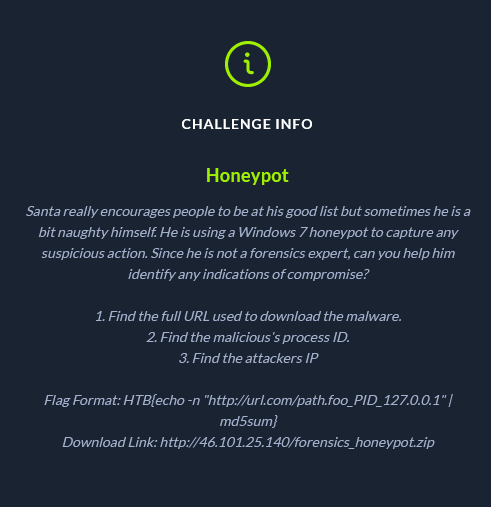 CHALLENGE INFO
Honeypot
Santa really encourages people to be at his good list but sometimes he is a
bit naughty himself. He is using a Windows 7 honeypot to capture any
suspicious action. Since he is not a forensics expert, can you help him
identify any indications of compromise?
1. Find the full URL used to download the malware.
2. Find the malicious's process ID.
3. Find the attackers IP
Flag Format: HTB{echo -n "http://url.com/path.foo_PID_127.0.0.1" |
md5sum}
Download Link: http://46.101.25.140/forensics_honeypot.zip